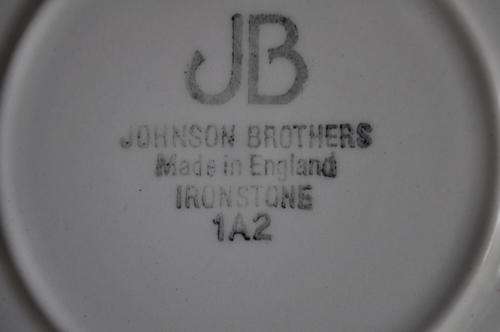 JB
JOHNSON BROTHERS
Made in England
IRONSTONE
1A2